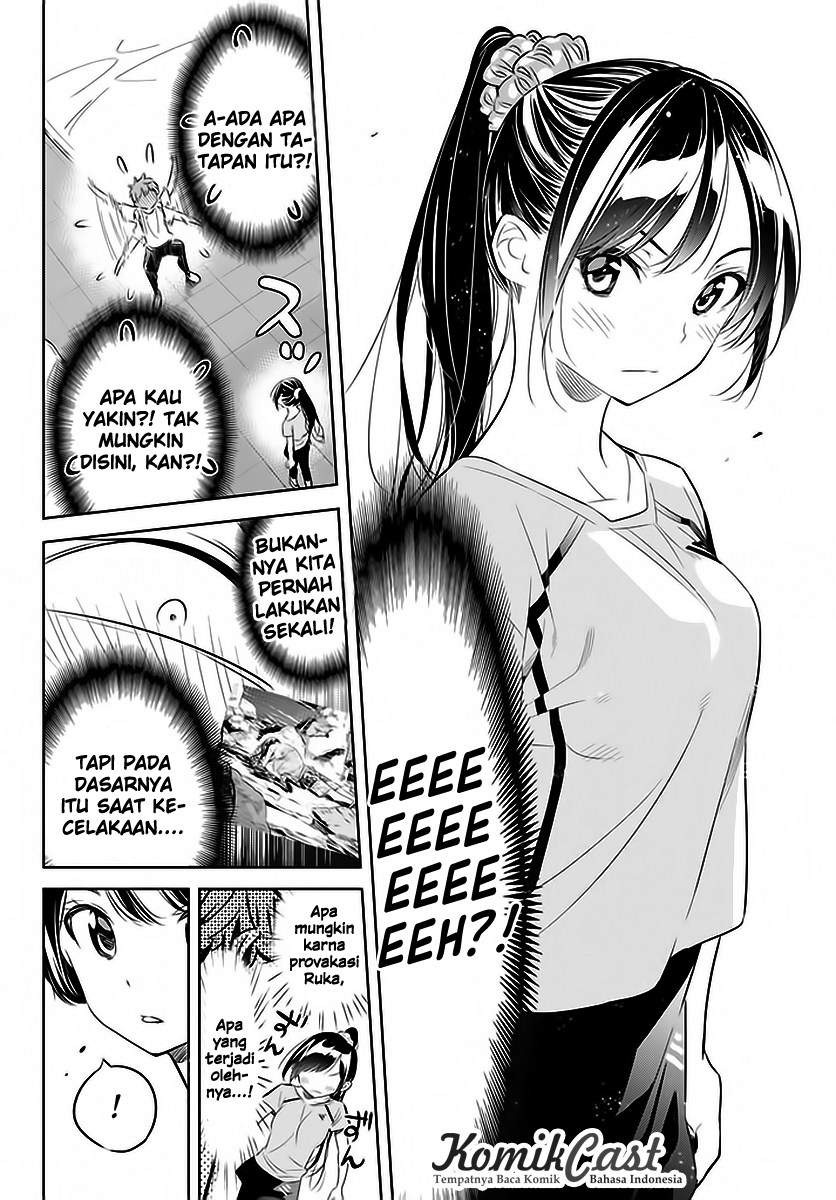 EEEE
EEEE
EEEE
EEH?!
A-ADA APA
DENGAN TA-
TAPAN ITU?!
ズッ
APA KAU
YAKIN?! TAK
MUNGKIN
DISINI, KAN?!
BUKAN-
NYA KITA
PERNAH
LAKUKAN
SEKALI!
TAPI PADA
DASARNYA
ITU SAAT KE-
CELAKAAN....
Apa
mungkin
karna
provakasi
Ruka,
Apa
yang
terjadi
oleh-
nya...!
!
KomikCast
Tempatnya Baca Komik Bahasa Indonesia